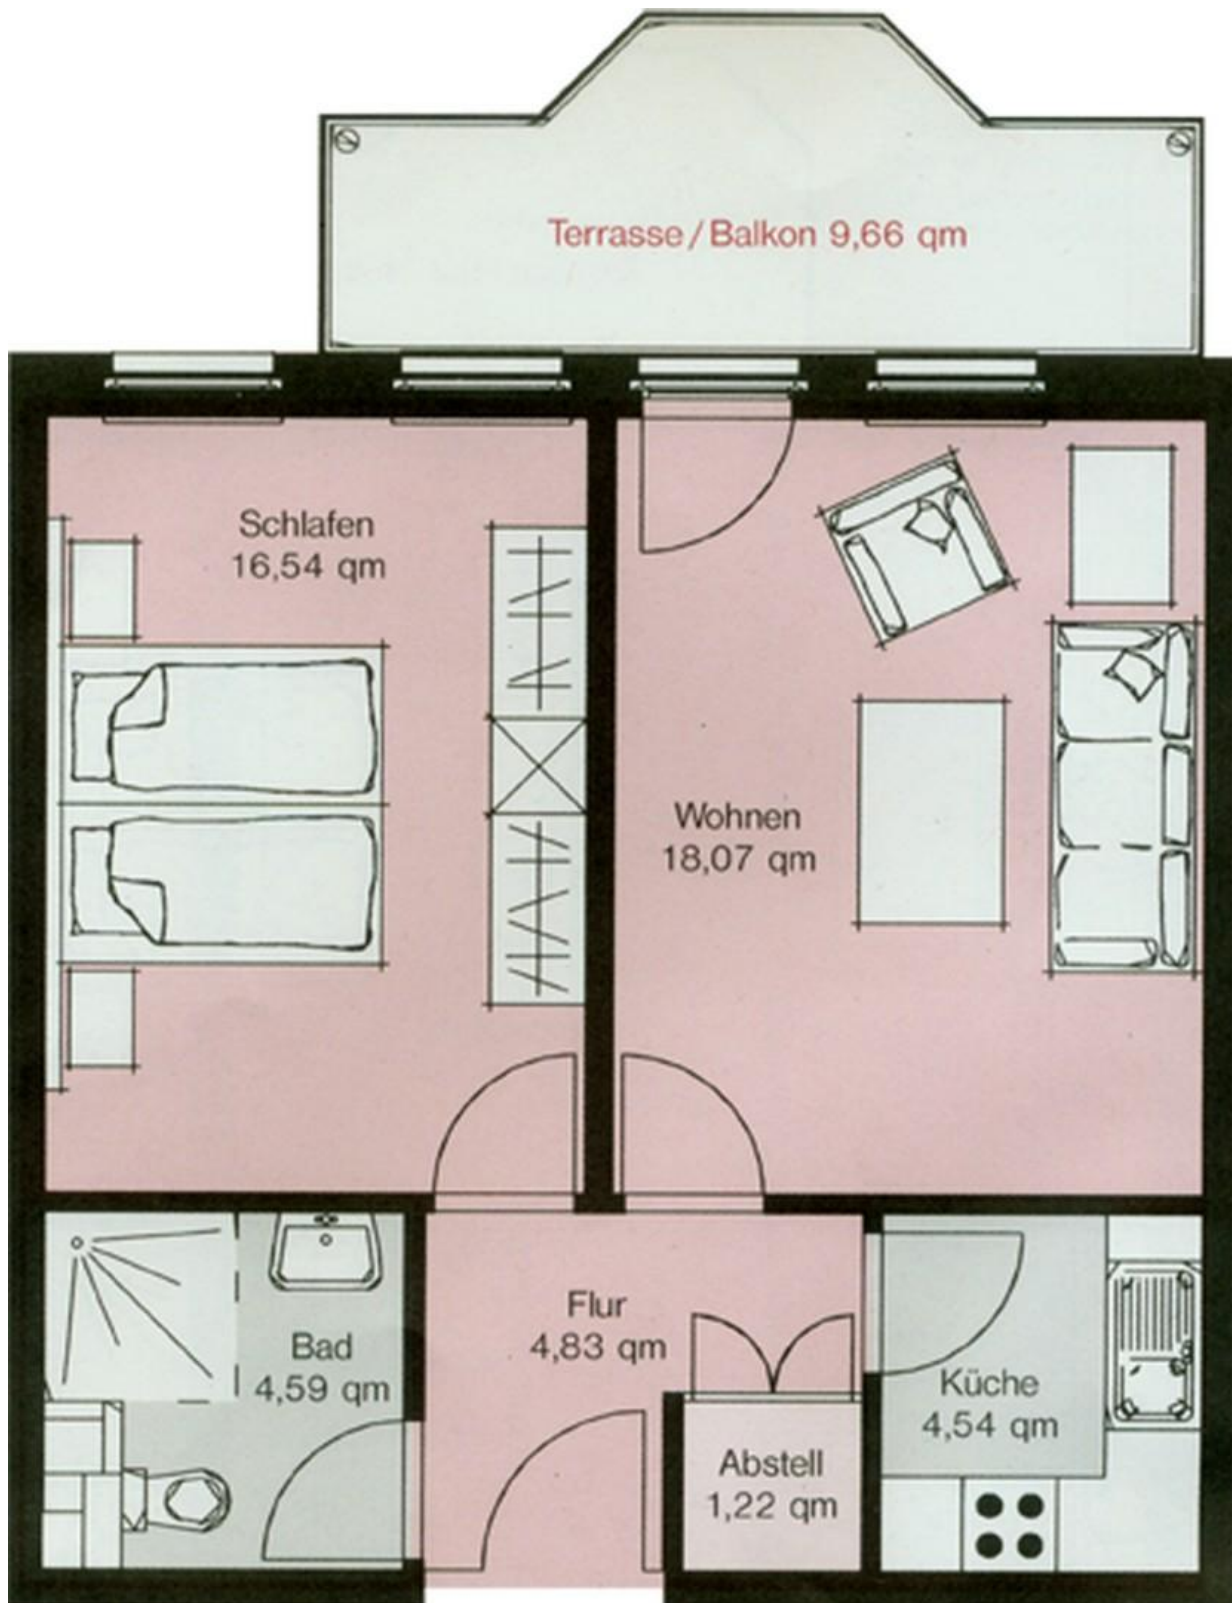 Terrasse / Balkon 9,66 qm
Schlafen
16,54 qm
Wohnen
18,07 qm
Flur
4,83 qm
Bad
4,59 qm
Küche
4,54 qm
Abstell
1,22 qm